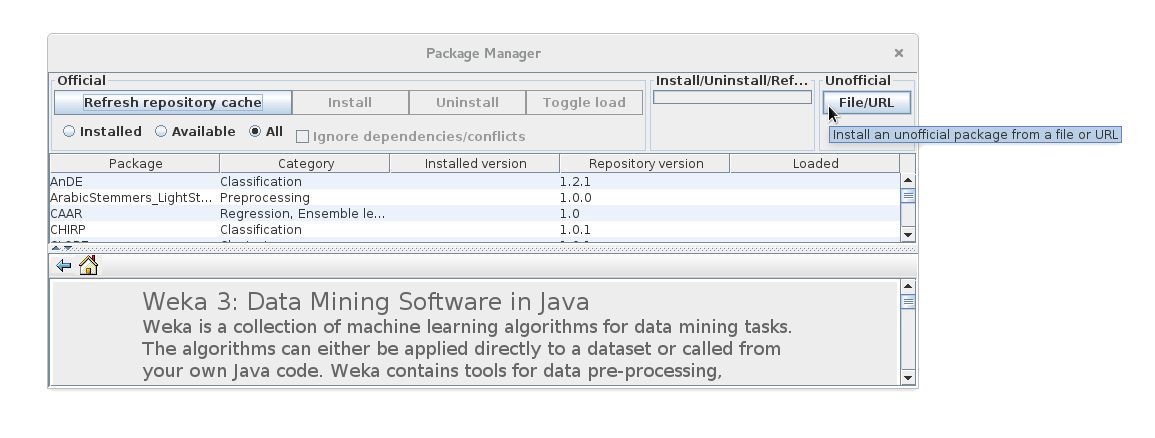 Package Manager
Official
Install/Uninstall/Ref...
Unofficial
Refresh repository cache
Install
Uninstall
Toggle load
File/URL
Installed
Available
All
Ignore dependencies/conflicts
Install an unofficial package from a file or URL
Package Category Installed version Repository version Loaded
AnDE Classification 1.2.1
ArabicStemmers_LightSt... Preprocessing 1.0.0
CAAR Regression, Ensemble le... 1.0
CHIRP Classification 1.0.1
Weka 3: Data Mining Software in Java
Weka is a collection of machine learning algorithms for data mining tasks.
The algorithms can either be applied directly to a dataset or called from
your own Java code. Weka contains tools for data pre-processing,